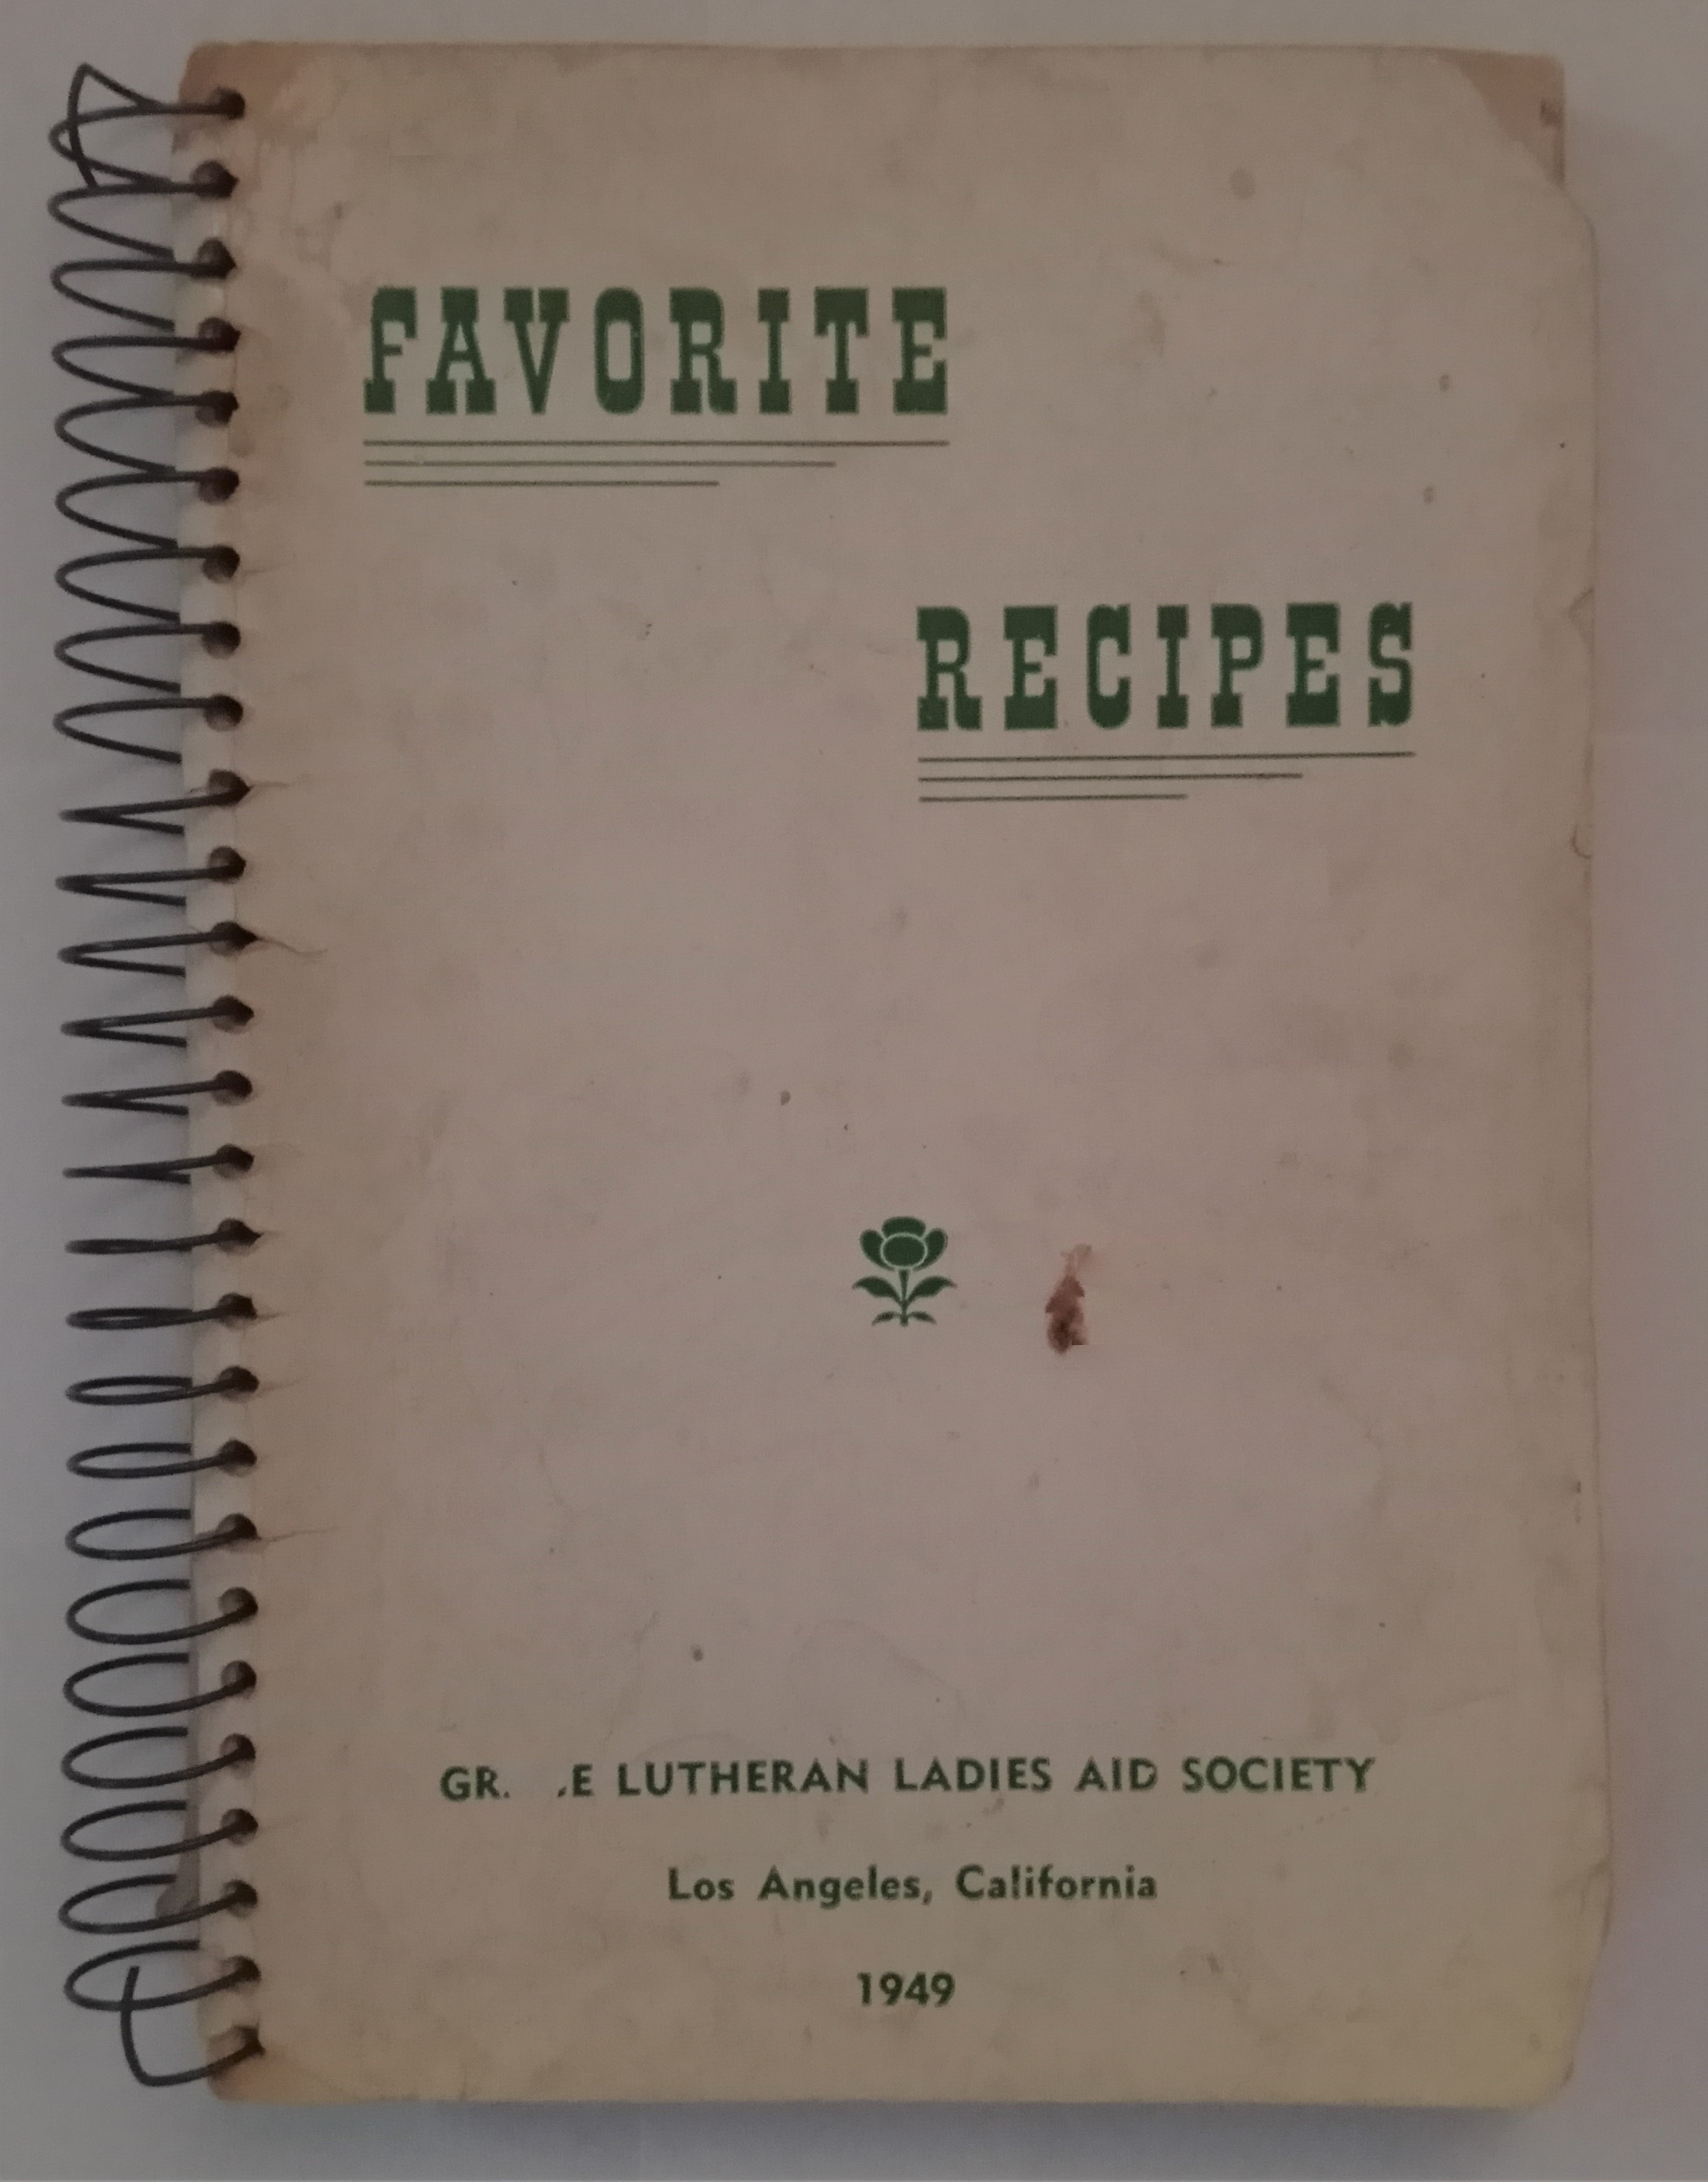 FAVORITE
RECIPES
LUTHERAN LADIES AID SOCIETY
Los Angeles, California
1949